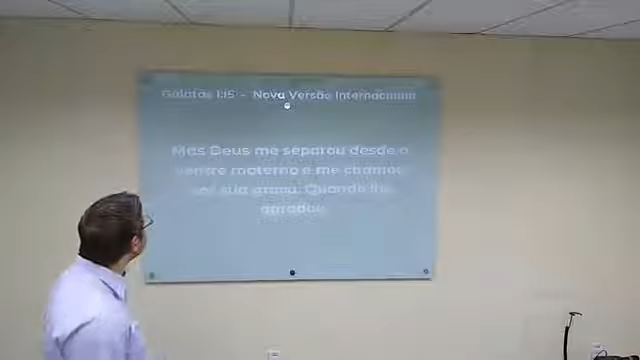 Gálatas 1:15 - Nova Versão Internacional
Mas Deus me separou desde o
ventre materno e me chamou
por sua graça. Quando lhe
agradou